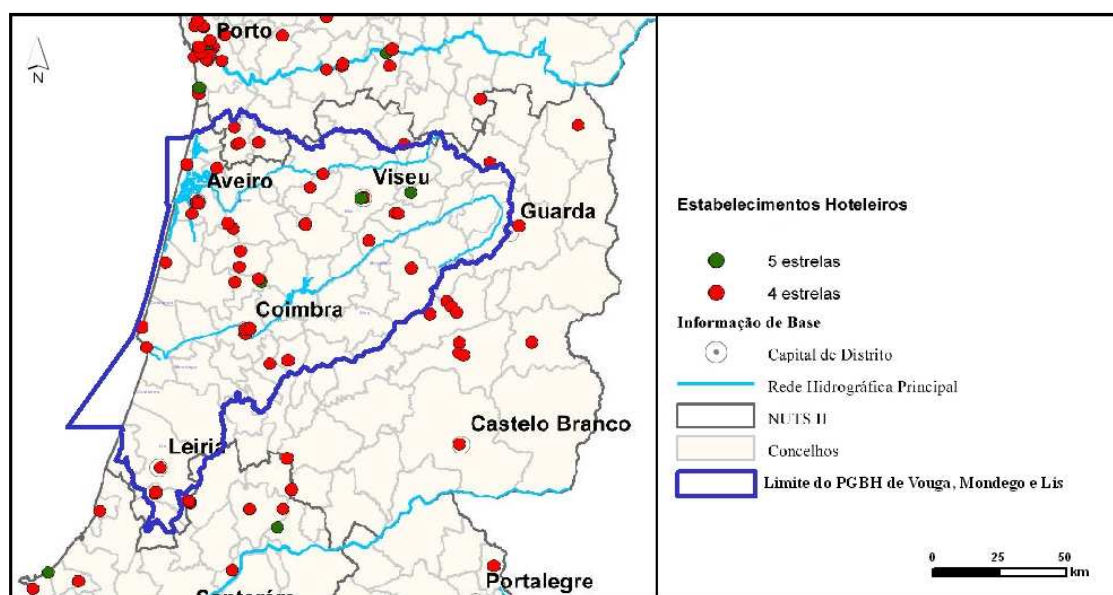 Porto
N
Aveiro
Viseu
Guarda
Coimbra
Leiria
Castelo Branco
Portalegre
Estabelecimentos Hoteleiros
5 estrelas
4 estrelas
Informação de Base
Capital de Distrito
Rede Hidrográfica Principal
NUTS II
Concelhos
Limite do PGBH de Vouga, Mondego e Lis
0 25 50
km